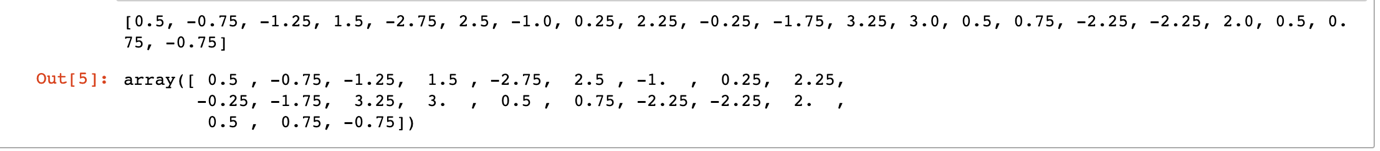 [0.5, -0.75, -1.25, 1.5, -2.75, 2.5, -1.0, 0.25, 2.25, -0.25, -1.75, 3.25, 3.0, 0.5, 0.75, -2.25, -2.25, 2.0, 0.5, 0.
75, -0.75]
Out[5]: array([ 0.5 , -0.75, -1.25,  1.5 , -2.75,  2.5 , -1.  ,  0.25,  2.25,
       -0.25, -1.75,  3.25,  3.  ,  0.5 ,  0.75, -2.25, -2.25,  2.  ,
        0.5 ,  0.75, -0.75])